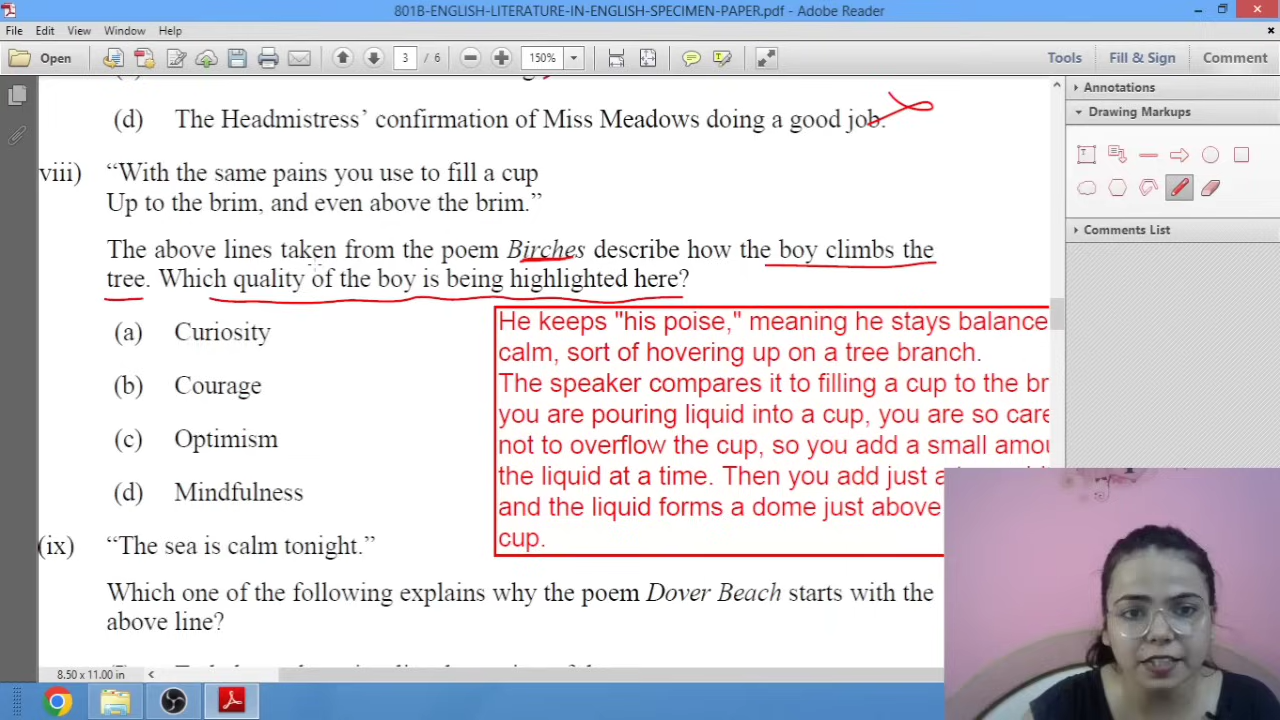 801B-ENGLISH-LITERATURE-IN-ENGLISH-SPECIMEN-PAPER.pdf - Adobe Reader
File Edit View Window Help
Open 3 / 6 150% Tools Fill & Sign Comment
Annotations
Drawing Markups
Comments List
(d) The Headmistress’ confirmation of Miss Meadows doing a good job.
viii) “With the same pains you use to fill a cup
Up to the brim, and even above the brim.”
The above lines taken from the poem Birches describe how the boy climbs the
tree. Which quality of the boy is being highlighted here?
(a) Curiosity
(b) Courage
(c) Optimism
(d) Mindfulness
He keeps "his poise," meaning he stays balance
calm, sort of hovering up on a tree branch.
The speaker compares it to filling a cup to the br
you are pouring liquid into a cup, you are so care
not to overflow the cup, so you add a small amou
the liquid at a time. Then you add just a
and the liquid forms a dome just above
cup.
(ix) “The sea is calm tonight.”
Which one of the following explains why the poem Dover Beach starts with the
above line?
8.50 x 11.00 in